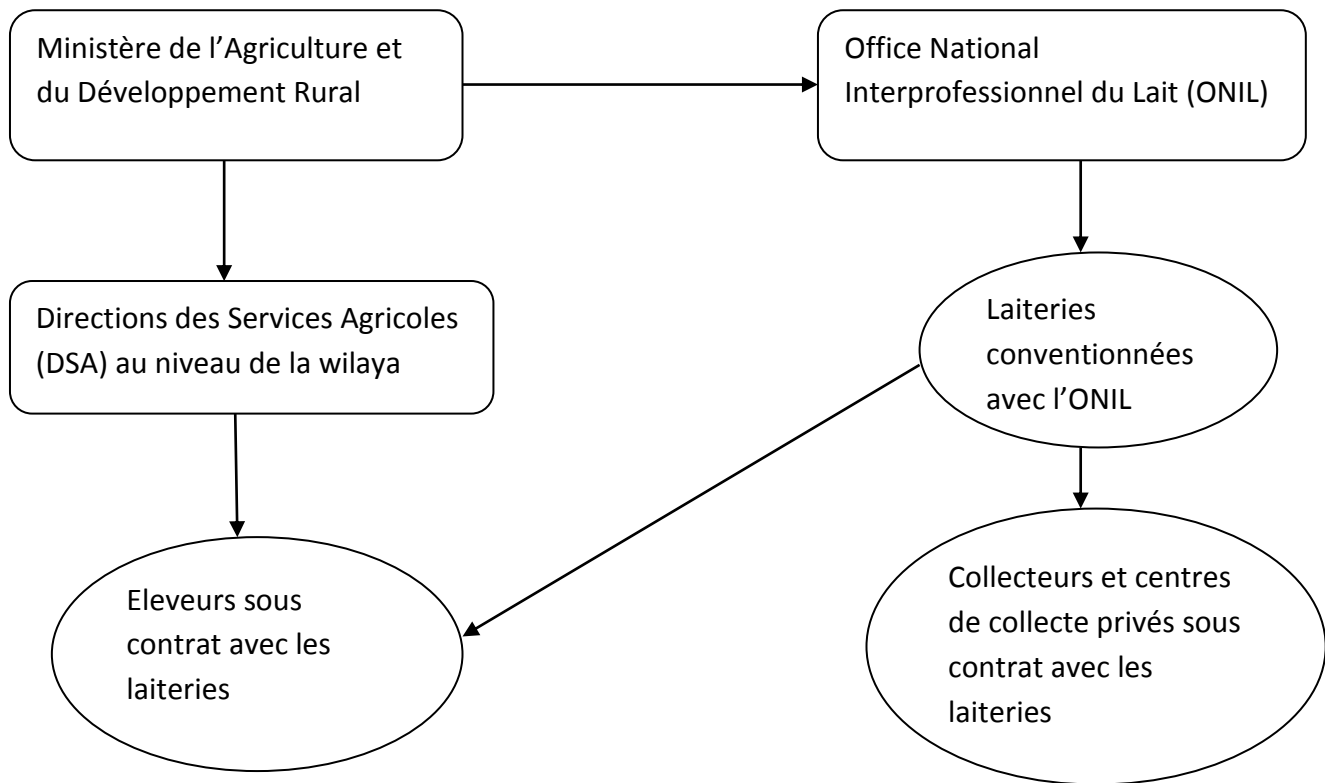 Ministère de l’Agriculture et
du Développement Rural
Office National
Interprofessionnel du Lait (ONIL)
Directions des Services Agricoles
(DSA) au niveau de la wilaya
Laiteries
conventionnées
avec l’ONIL
Eleveurs sous
contrat avec les
laiteries
Collecteurs et centres
de collecte privés sous
contrat avec les
laiteries